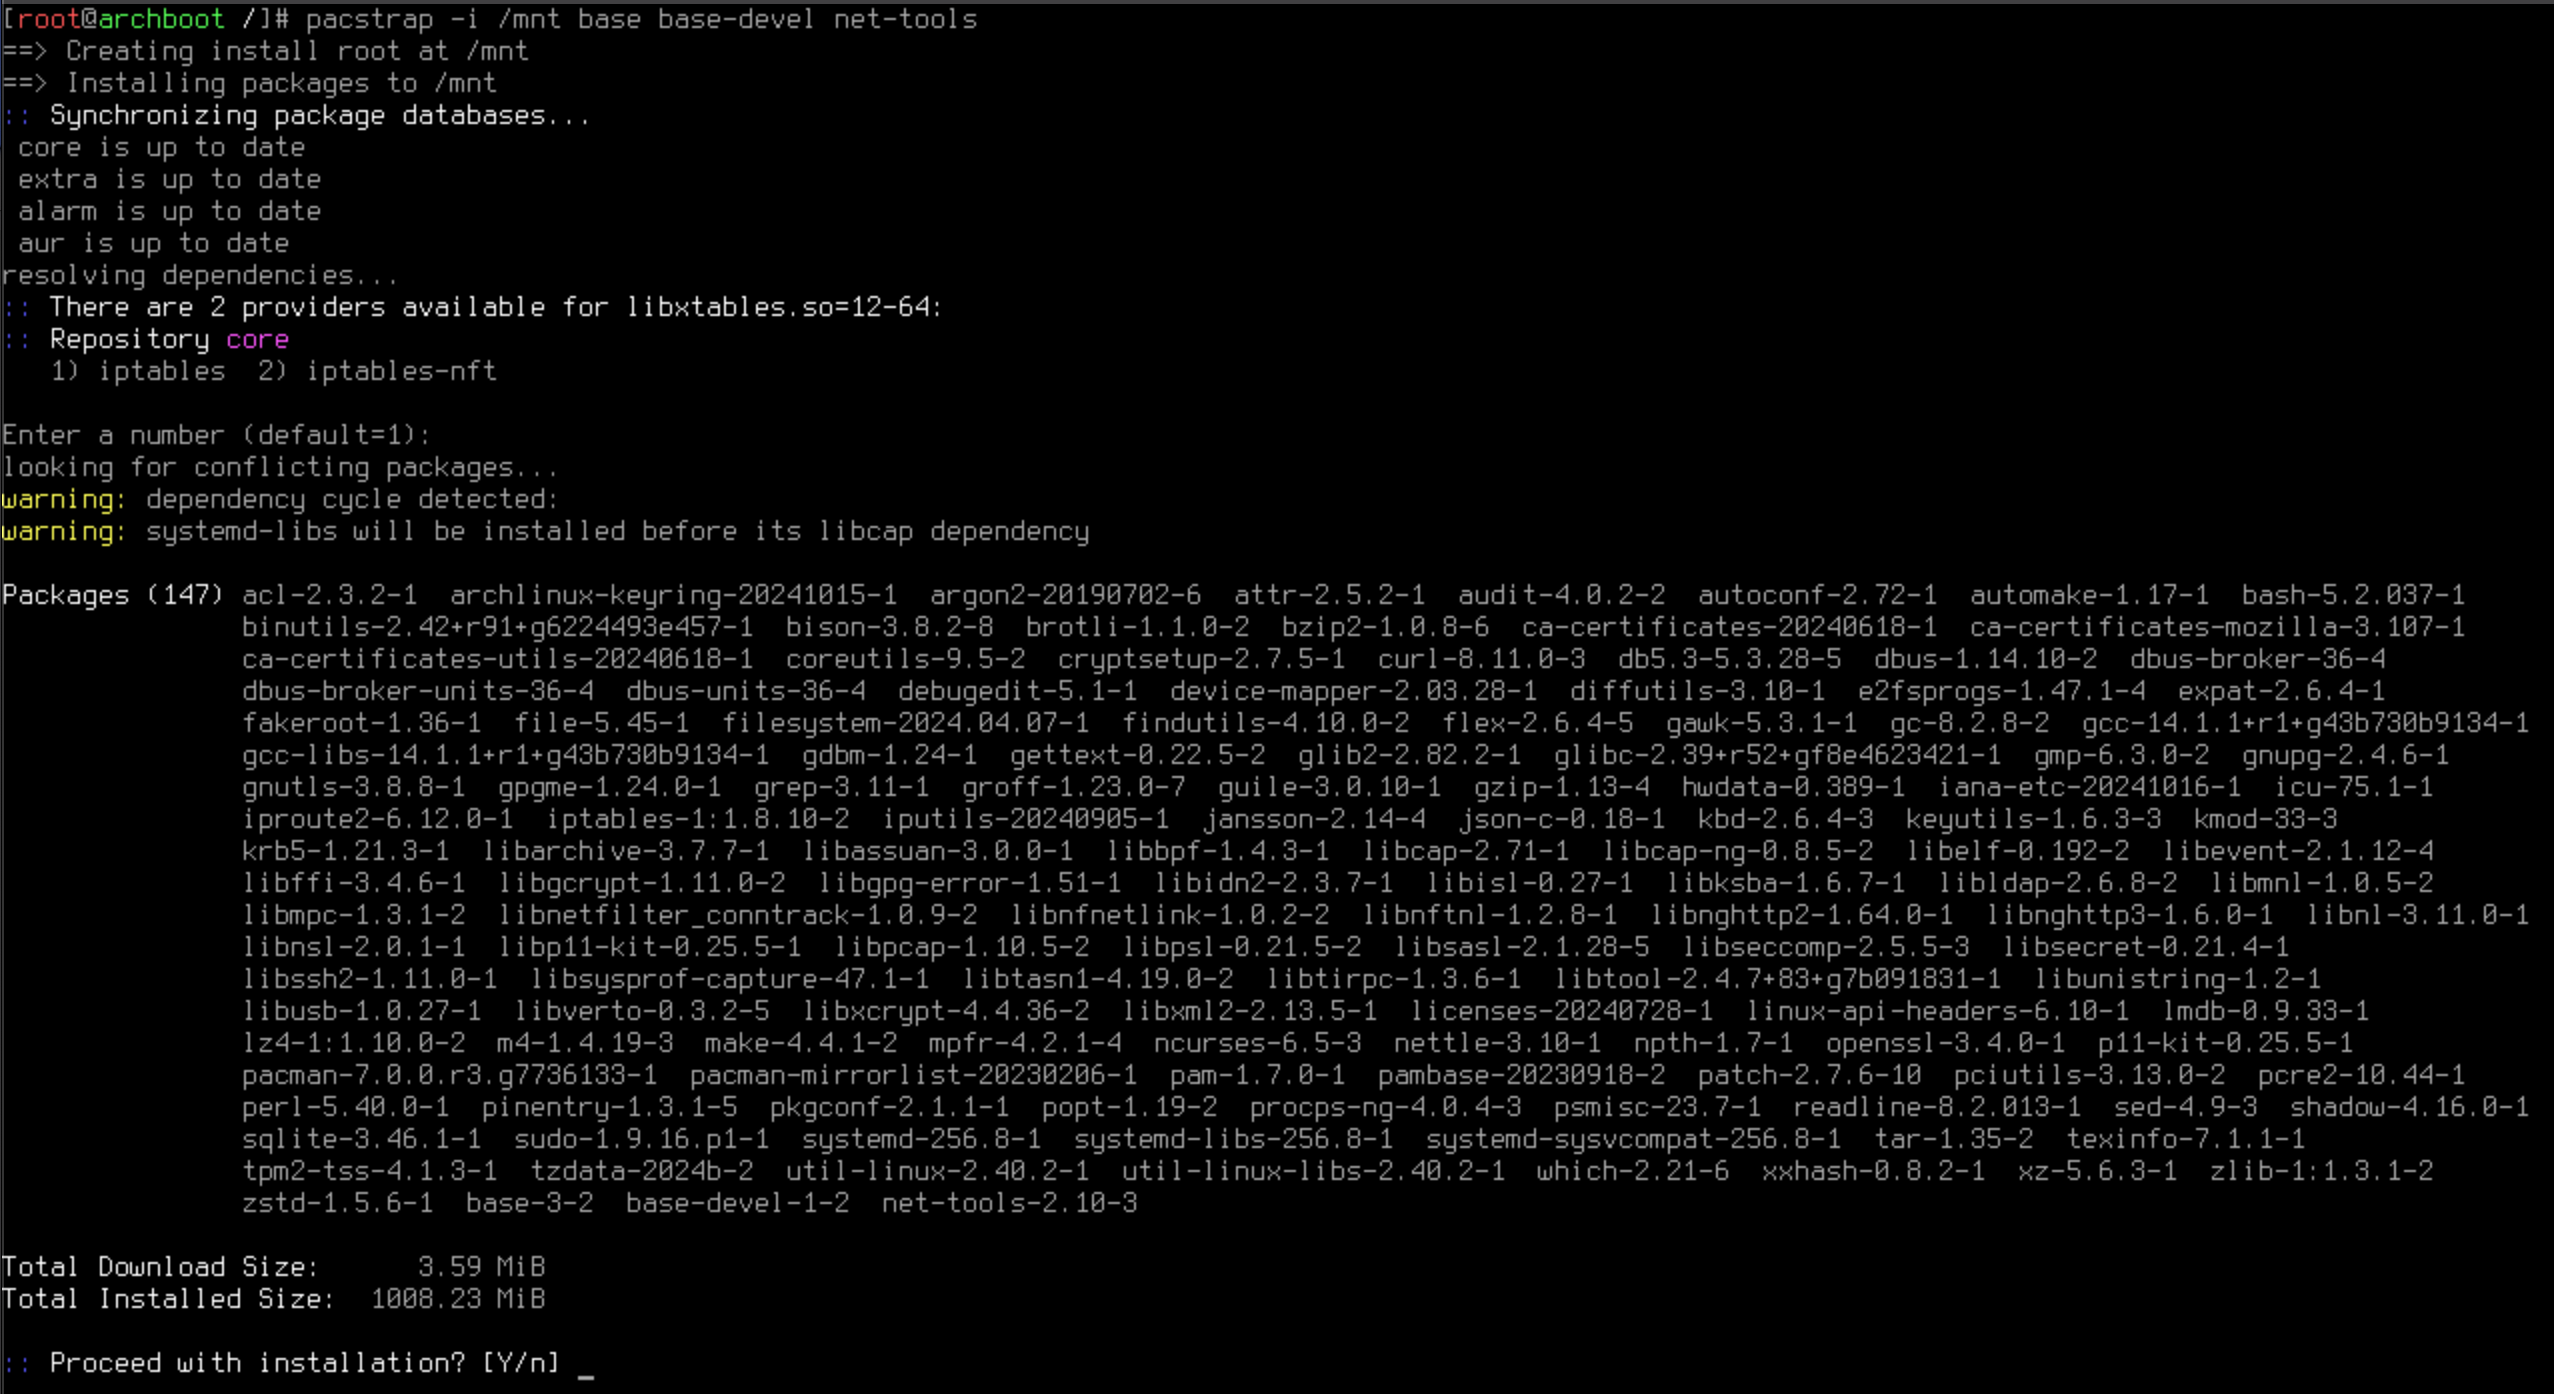 [root@archboot /]# pacstrap -i /mnt base base-devel net-tools
==> Creating install root at /mnt
==> Installing packages to /mnt
:: Synchronizing package databases...
 core is up to date
 extra is up to date
 alarm is up to date
 aur is up to date
resolving dependencies...
:: There are 2 providers available for libxtables.so=12-64:
:: Repository core
   1) iptables  2) iptables-nft

Enter a number (default=1):
looking for conflicting packages...
warning: dependency cycle detected:
warning: systemd-libs will be installed before its libcap dependency

Packages (147) acl-2.3.2-1  archlinux-keyring-20241015-1  argon2-20190702-6  attr-2.5.2-1  audit-4.0.2-2  autoconf-2.72-1  automake-1.17-1  bash-5.2.037-1
               binutils-2.42+r91+g6224493e457-1  bison-3.8.2-8  brotli-1.1.0-2  bzip2-1.0.8-6  ca-certificates-20240618-1  ca-certificates-mozilla-3.107-1
               ca-certificates-utils-20240618-1  coreutils-9.5-2  cryptsetup-2.7.5-1  curl-8.11.0-3  db5.3-5.3.28-5  dbus-1.14.10-2  dbus-broker-36-4
               dbus-broker-units-36-4  dbus-units-36-4  debugedit-5.1-1  device-mapper-2.03.28-1  diffutils-3.10-1  e2fsprogs-1.47.1-4  expat-2.6.4-1
               fakeroot-1.36-1  file-5.45-1  filesystem-2024.04.07-1  findutils-4.10.0-2  flex-2.6.4-5  gawk-5.3.1-1  gc-8.2.8-2  gcc-14.1.1+r1+g43b730b9134-1
               gcc-libs-14.1.1+r1+g43b730b9134-1  gdbm-1.24-1  gettext-0.22.5-2  glib2-2.82.2-1  glibc-2.39+r52+gf8e4623421-1  gmp-6.3.0-2  gnupg-2.4.6-1
               gnutls-3.8.8-1  gpgme-1.24.0-1  grep-3.11-1  groff-1.23.0-7  guile-3.0.10-1  gzip-1.13-4  hwdata-0.389-1  iana-etc-20241016-1  icu-75.1-1
               iproute2-6.12.0-1  iptables-1:1.8.10-2  iputils-20240905-1  jansson-2.14-4  json-c-0.18-1  kbd-2.6.4-3  keyutils-1.6.3-3  kmod-33-3
               krb5-1.21.3-1  libarchive-3.7.7-1  libassuan-3.0.0-1  libbpf-1.4.3-1  libcap-2.71-1  libcap-ng-0.8.5-2  libelf-0.192-2  libevent-2.1.12-4
               libffi-3.4.6-1  libgcrypt-1.11.0-2  libgpg-error-1.51-1  libidn2-2.3.7-1  libisl-0.27-1  libksba-1.6.7-1  libldap-2.6.8-2  libmnl-1.0.5-2
               libmpc-1.3.1-2  libnetfilter_conntrack-1.0.9-2  libnfnetlink-1.0.2-2  libnftnl-1.2.8-1  libnghttp2-1.64.0-1  libnghttp3-1.6.0-1  libnl-3.11.0-1
               libnsl-2.0.1-1  libp11-kit-0.25.5-1  libpcap-1.10.5-2  libpsl-0.21.5-2  libsasl-2.1.28-5  libseccomp-2.5.5-3  libsecret-0.21.4-1
               libssh2-1.11.0-1  libsysprof-capture-47.1-1  libtasn1-4.19.0-2  libtirpc-1.3.6-1  libtool-2.4.7+83+g7b091831-1  libunistring-1.2-1
               libusb-1.0.27-1  libverto-0.3.2-5  libxcrypt-4.4.36-2  libxml2-2.13.5-1  licenses-20240728-1  linux-api-headers-6.10-1  lmdb-0.9.33-1
               lz4-1:1.10.0-2  m4-1.4.19-3  make-4.4.1-2  mpfr-4.2.1-4  ncurses-6.5-3  nettle-3.10-1  npth-1.7-1  openssl-3.4.0-1  p11-kit-0.25.5-1
               pacman-7.0.0.r3.g7736133-1  pacman-mirrorlist-20230206-1  pam-1.7.0-1  pambase-20230918-2  patch-2.7.6-10  pciutils-3.13.0-2  pcre2-10.44-1
               perl-5.40.0-1  pinentry-1.3.1-5  pkgconf-2.1.1-1  popt-1.19-2  procps-ng-4.0.4-3  psmisc-23.7-1  readline-8.2.013-1  sed-4.9-3  shadow-4.16.0-1
               sqlite-3.46.1-1  sudo-1.9.16.p1-1  systemd-256.8-1  systemd-libs-256.8-1  systemd-sysvcompat-256.8-1  tar-1.35-2  texinfo-7.1.1-1
               tpm2-tss-4.1.3-1  tzdata-2024b-2  util-linux-2.40.2-1  util-linux-libs-2.40.2-1  which-2.21-6  xxhash-0.8.2-1  xz-5.6.3-1  zlib-1:1.3.1-2
               zstd-1.5.6-1  base-3-2  base-devel-1-2  net-tools-2.10-3

Total Download Size:      3.59 MiB
Total Installed Size:  1008.23 MiB

:: Proceed with installation? [Y/n] _